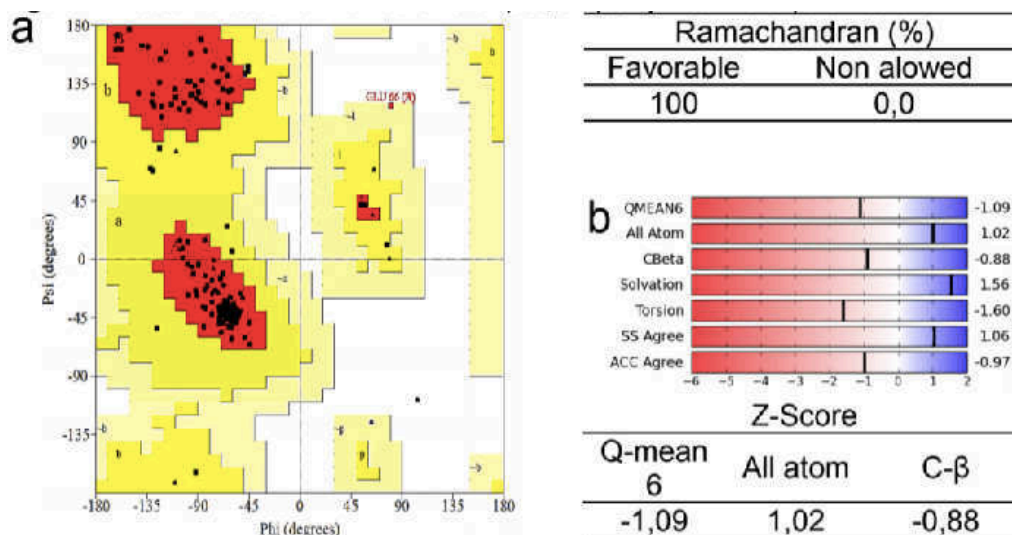 a
180
135
90
45
0
-45
-90
-135
-180
-135
-90
-45
0
45
90
135
180
Psi (degrees)
Phi (degrees)
GLU 66 (A)
b
~b
~b
b
~l
l
a
~a
~b
b
~p
p
~b
Ramachandran (%)
Favorable Non alowed
100 0,0
b
QMEAN6 -1.09
All Atom 1.02
CBeta -0.88
Solvation 1.56
Torsion -1.60
SS Agree 1.06
ACC Agree -0.97
-6 -5 -4 -3 -2 -1 0 1 2
Z-Score
Q-mean All atom C-β
6
-1,09 1,02 -0,88